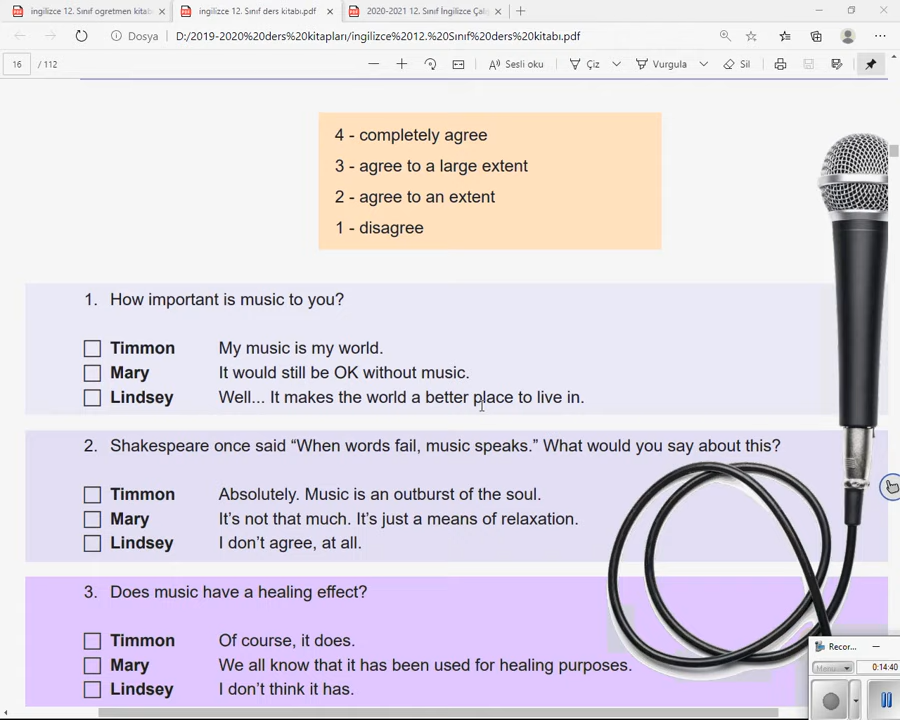 ingilizce 12. Sınıf ogretmen kitab
ingilizce 12. Sınıf ders kitabı.pdf
2020-2021 12. Sınıf İngilizce Çalış
Dosya
D:/2019-2020%20ders%20kitapları/ingilizce%2012.%20Sınıf%20ders%20kitabı.pdf
16 / 112
Sesli oku
Çiz
Vurgula
Sil
4 - completely agree
3 - agree to a large extent
2 - agree to an extent
1 - disagree
1. How important is music to you?
Timmon My music is my world.
Mary It would still be OK without music.
Lindsey Well... It makes the world a better place to live in.
2. Shakespeare once said “When words fail, music speaks.” What would you say about this?
Timmon Absolutely. Music is an outburst of the soul.
Mary It’s not that much. It’s just a means of relaxation.
Lindsey I don’t agree, at all.
3. Does music have a healing effect?
Timmon Of course, it does.
Mary We all know that it has been used for healing purposes.
Lindsey I don’t think it has.
Recor...
Menu
0:14:40